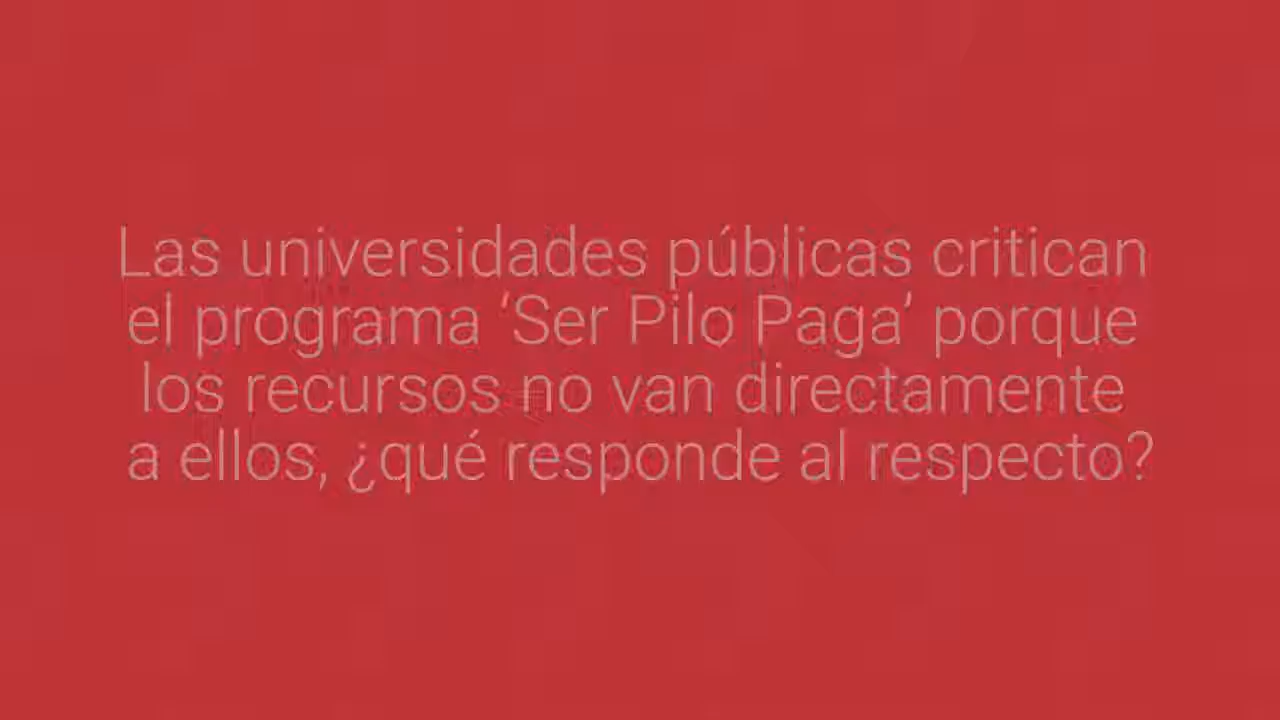 Las universidades públicas critican
el programa ‘Ser Pilo Paga’ porque
los recursos no van directamente
a ellos, ¿qué responde al respecto?